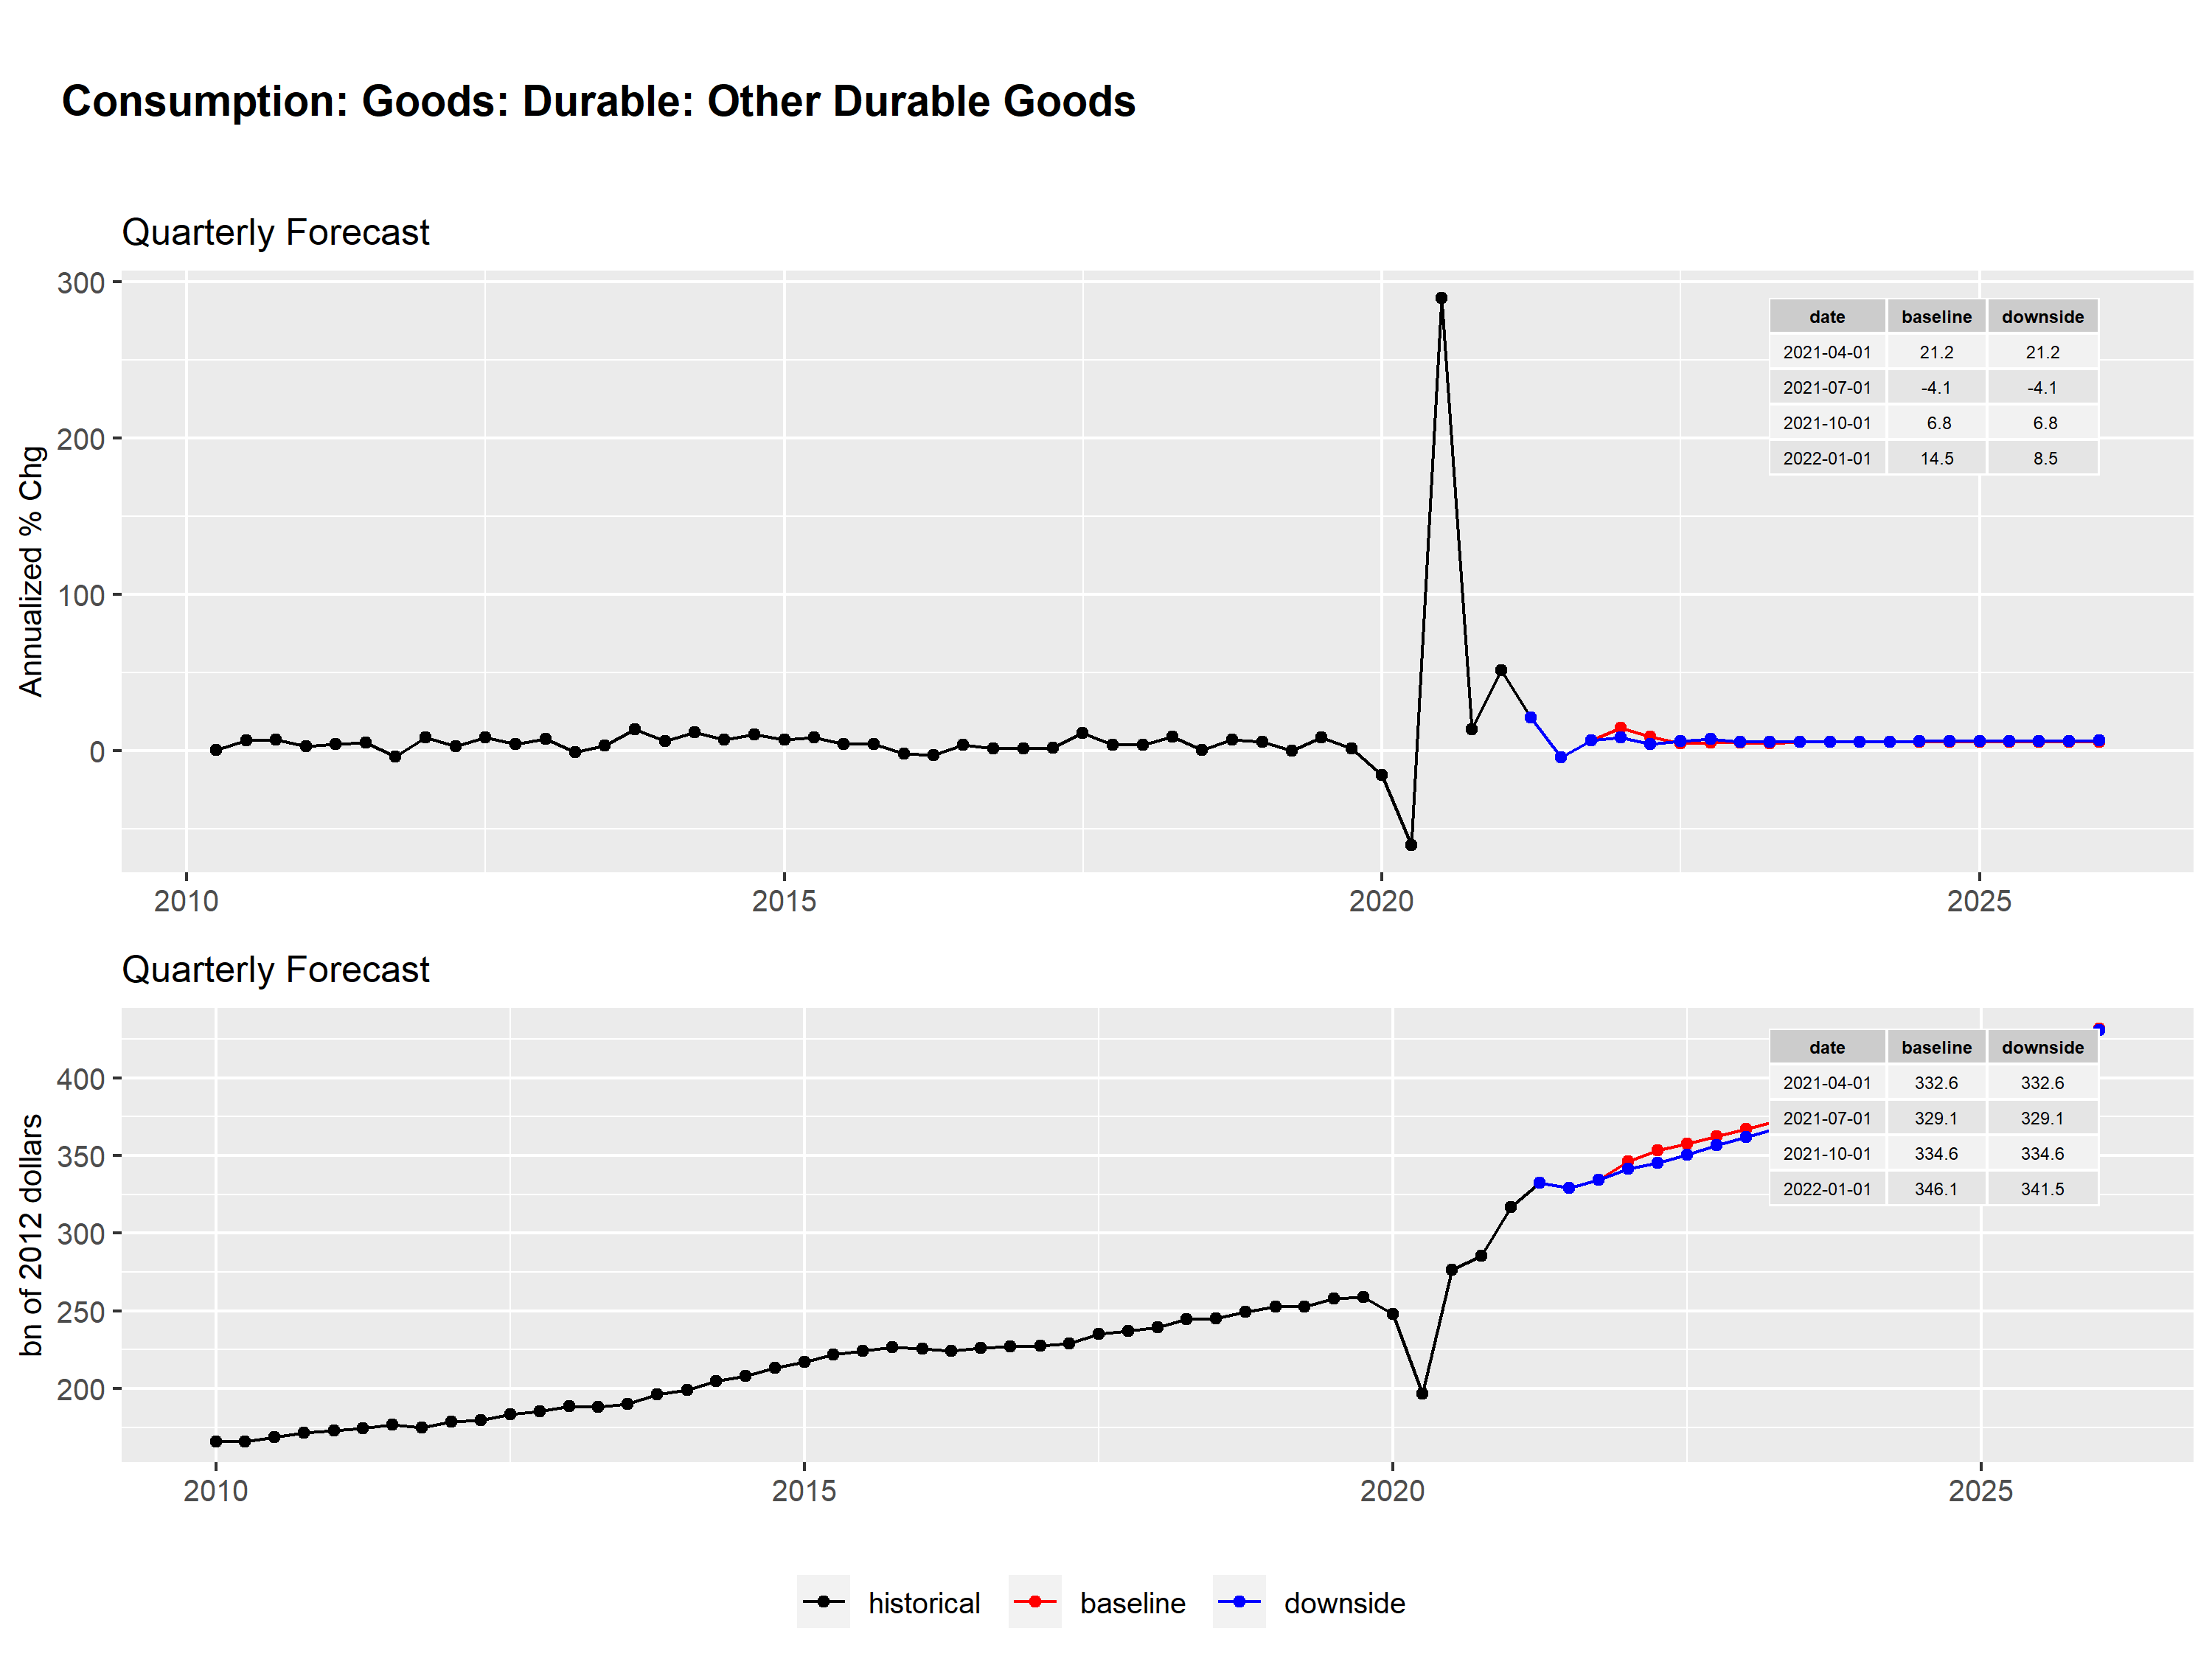 Consumption: Goods: Durable: Other Durable Goods
Quarterly Forecast
Annualized % Chg
300
200
100
0
date baseline downside
2021-04-01 21.2 21.2
2021-07-01 -4.1 -4.1
2021-10-01 6.8 6.8
2022-01-01 14.5 8.5
2010 2015 2020 2025
Quarterly Forecast
bn of 2012 dollars
400
350
300
250
200
date baseline downside
2021-04-01 332.6 332.6
2021-07-01 329.1 329.1
2021-10-01 334.6 334.6
2022-01-01 346.1 341.5
2010 2015 2020 2025
historical baseline downside